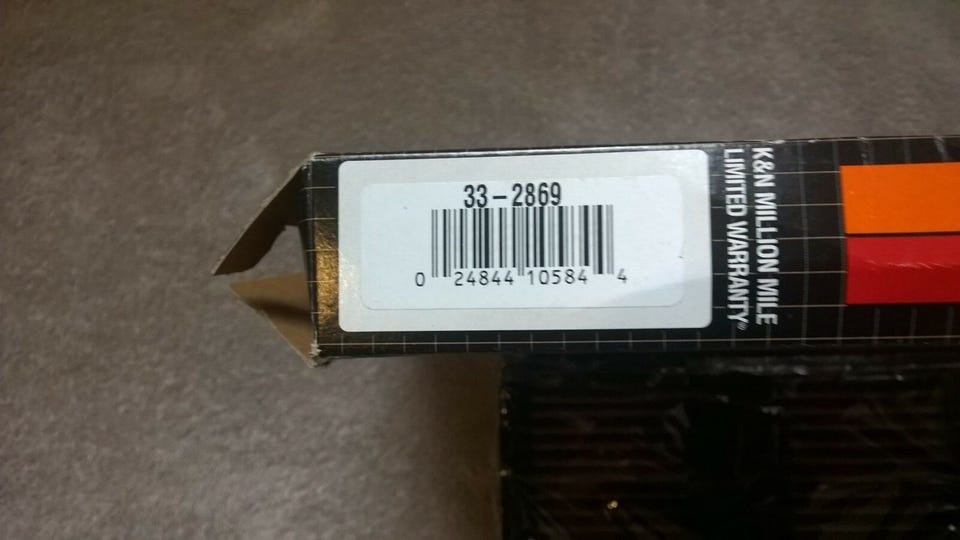 33-2869
0 24844 10584 4
K&N MILLION MILE
LIMITED WARRANTY®